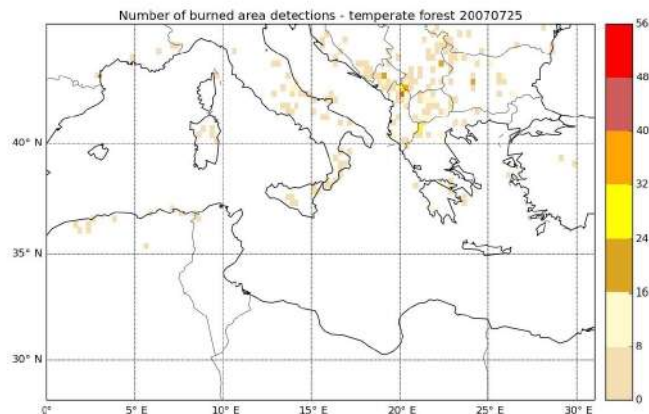 Number of burned area detections - temperate forest 20070725
56
48
40
32
24
16
8
0
40° N
35° N
30° N
0°
5° E
10° E
15° E
20° E
25° E
30° E